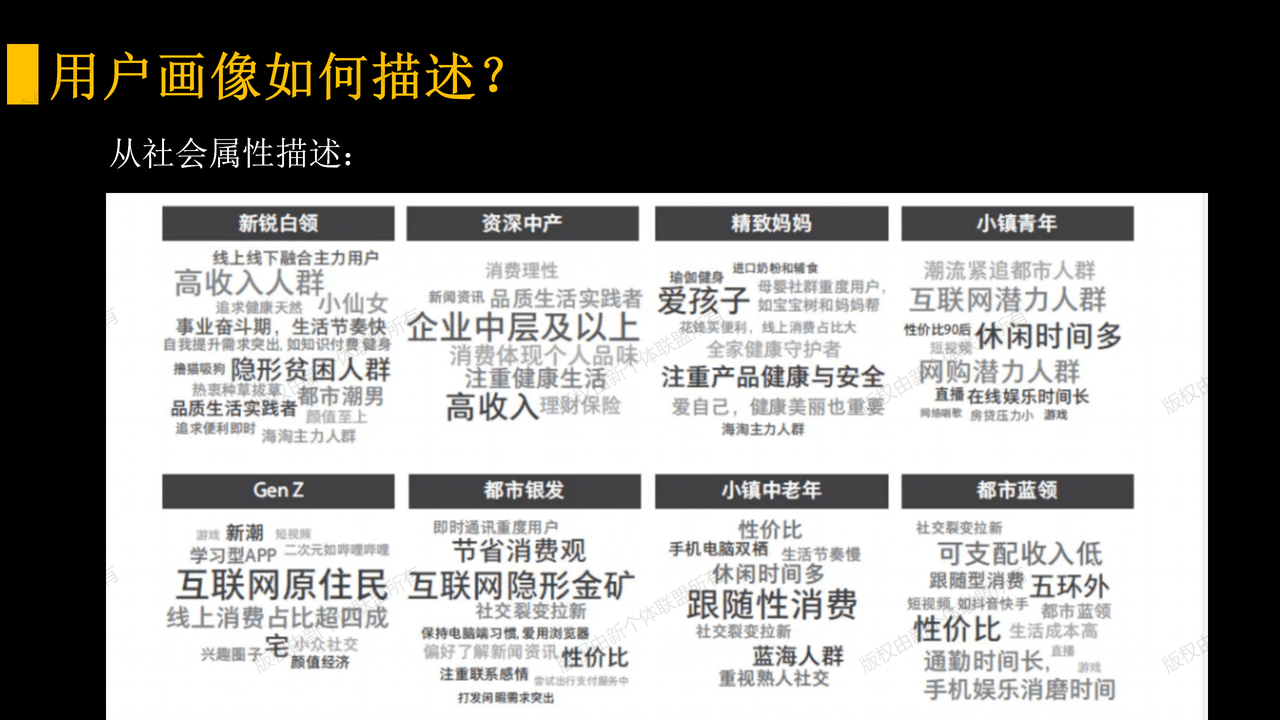 用户画像如何描述？
从社会属性描述：
新锐白领
线上线下融合主力用户
高收入人群
追求健康天然 小仙女
事业奋斗期，生活节奏快
自我提升需求突出, 如知识付费 健身
撸猫吸狗 隐形贫困人群
热衷种草拔草 都市潮男
品质生活实践者 颜值至上
追求便利即时 海淘主力人群
资深中产
消费理性
新闻资讯 品质生活实践者
企业中层及以上
消费体现个人品味
注重健康生活
高收入 理财保险
精致妈妈
瑜伽健身 进口奶粉和辅食
爱孩子 母婴社群重度用户，
如宝宝树和妈妈帮
花钱买便利，线上消费占比大
全家健康守护者
注重产品健康与安全
爱自己，健康美丽也重要
海淘主力人群
小镇青年
潮流紧追都市人群
互联网潜力人群
性价比90后 休闲时间多
短视频
网购潜力人群
直播 在线娱乐时间长
网络唱歌 房贷压力小 游戏
Gen Z
游戏 新潮 短视频
学习型APP 二次元如哔哩哔哩
互联网原住民
线上消费占比超四成
宅 小众社交
兴趣圈子 颜值经济
都市银发
即时通讯重度用户
节省消费观
互联网隐形金矿
社交裂变拉新
保持电脑端习惯, 爱用浏览器
偏好了解新闻资讯 性价比
注重联系感情 尝试出行支付服务中
打发闲暇需求突出
小镇中老年
性价比
手机电脑双栖 生活节奏慢
休闲时间多
跟随性消费
社交裂变拉新
蓝海人群
重视熟人社交
都市蓝领
社交裂变拉新
可支配收入低
跟随型消费 五环外
短视频, 如抖音快手 都市蓝领
性价比 生活成本高
通勤时间长， 直播
游戏
手机娱乐消磨时间
版权由新个体联盟所有